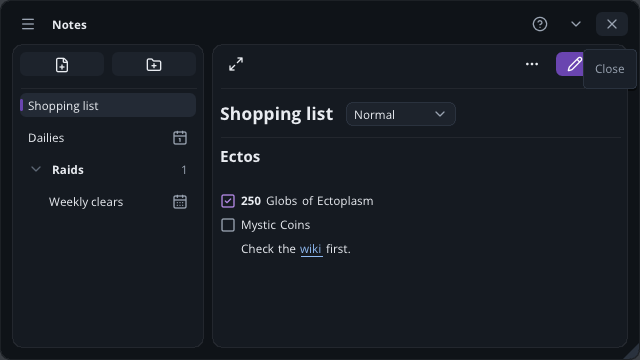 Notes
Close
Shopping list
Dailies
Raids 1
Weekly clears
Shopping list Normal
Ectos
250 Globs of Ectoplasm
Mystic Coins
Check the wiki first.